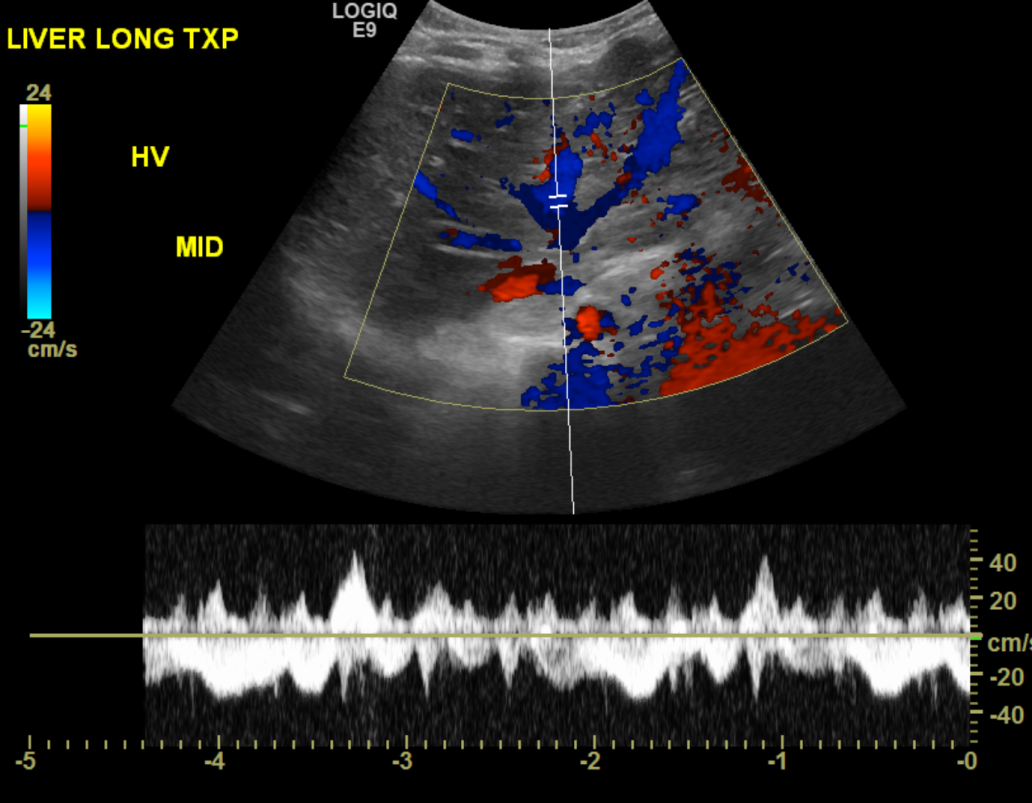 LOGIQ
E9
LIVER LONG TXP
24
HV
MID
-24
cm/s
40
20
cm/s
-20
-40
-5 -4 -3 -2 -1 -0